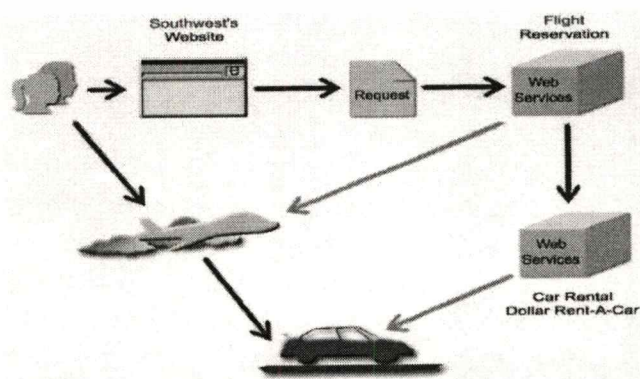 Southwest's
Website
Flight
Reservation
Request
Web
Services
Web
Services
Car Rental
Dollar Rent-A-Car